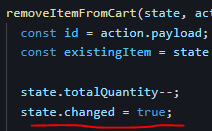 removeItemFromCart(state, act
const id = action.payload;
const existingItem = state
state.totalQuantity--;
state.changed = true;